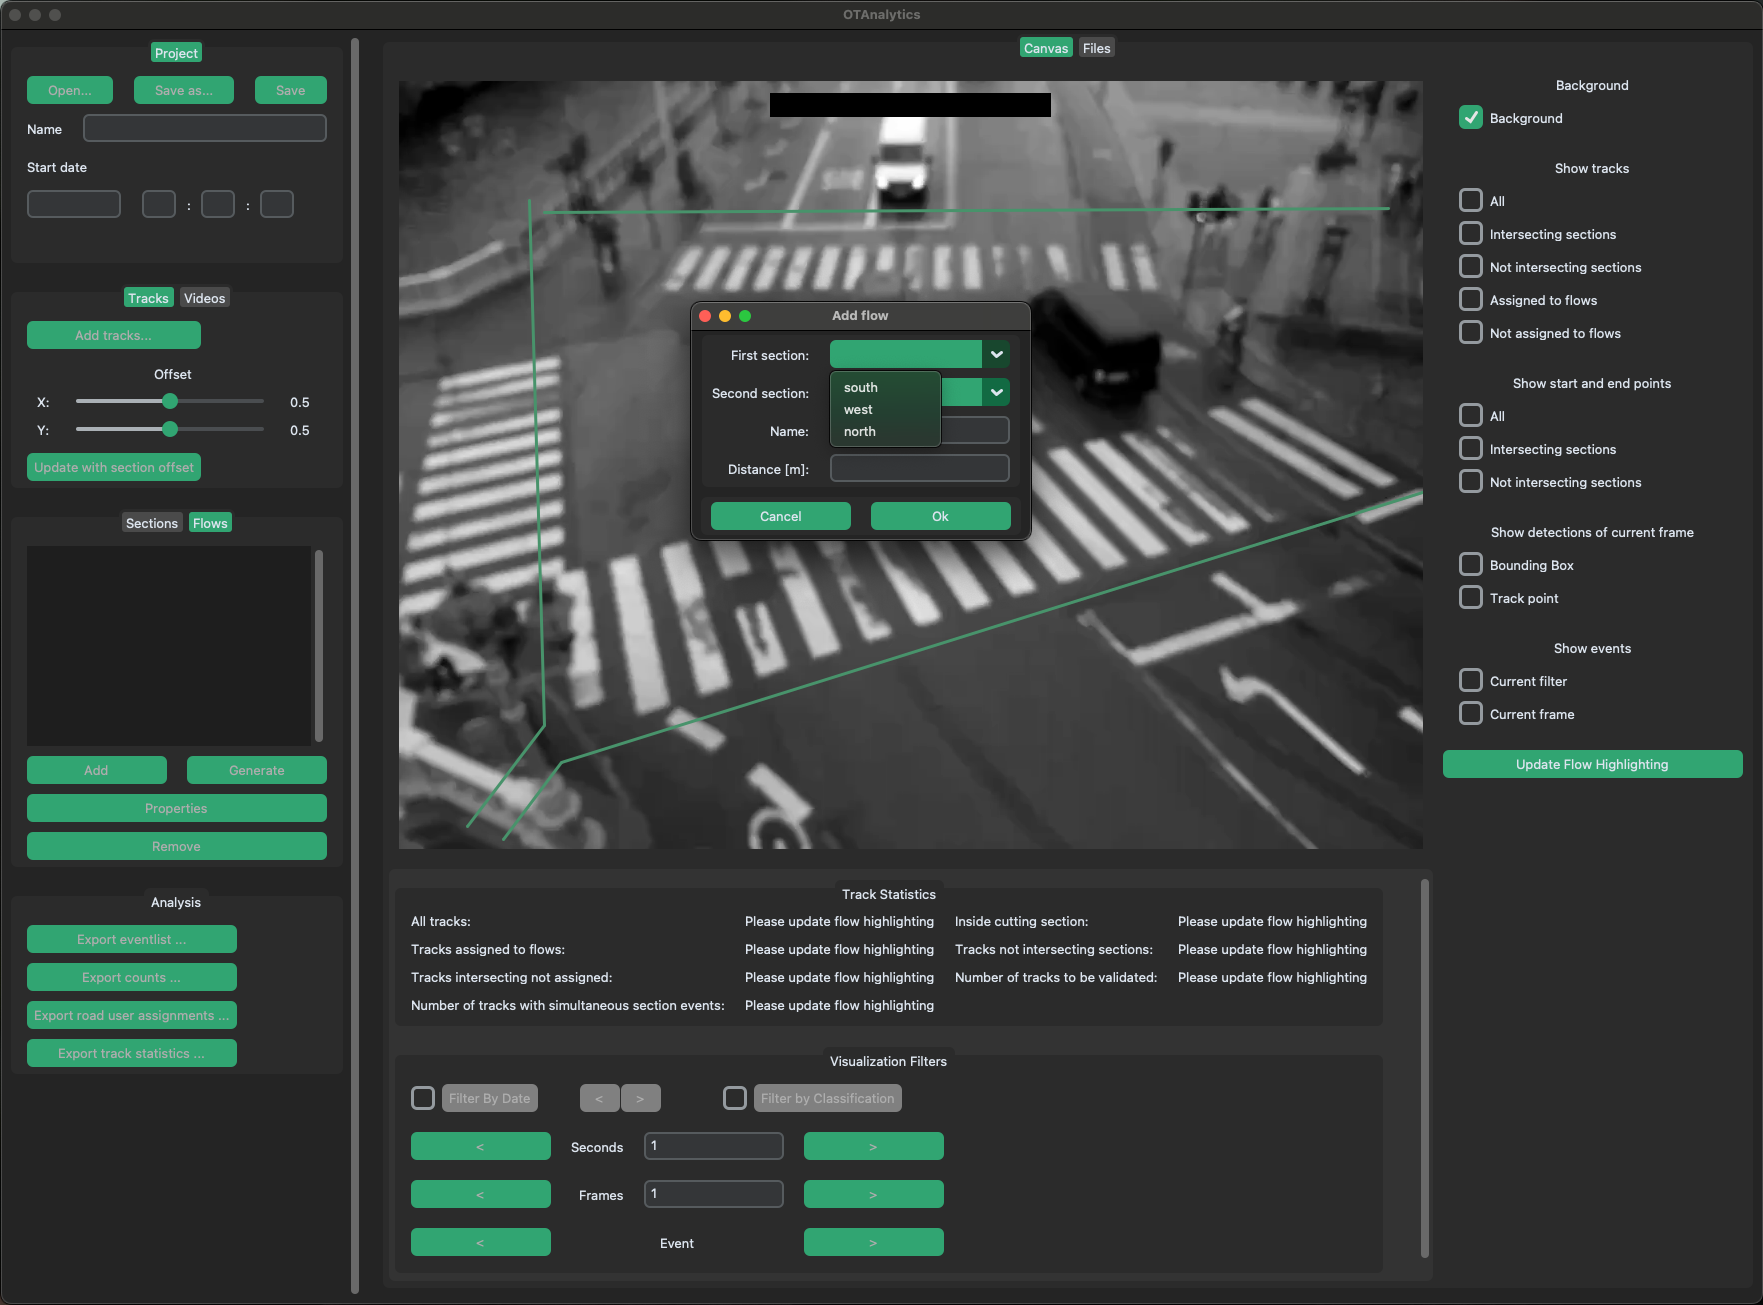 OTAnalytics
Project
Open...
Save as...
Save
Name
Start date
:
:
Tracks
Videos
Add tracks...
Offset
X:
0.5
Y:
0.5
Update with section offset
Sections
Flows
Add
Generate
Properties
Remove
Analysis
Export eventlist ...
Export counts ...
Export road user assignments ...
Export track statistics ...
Canvas
Files
Add flow
First section:
Second section:
south
west
north
Name:
Distance [m]:
Cancel
Ok
Background
Background
Show tracks
All
Intersecting sections
Not intersecting sections
Assigned to flows
Not assigned to flows
Show start and end points
All
Intersecting sections
Not intersecting sections
Show detections of current frame
Bounding Box
Track point
Show events
Current filter
Current frame
Update Flow Highlighting
Track Statistics
All tracks: Please update flow highlighting Inside cutting section: Please update flow highlighting
Tracks assigned to flows: Please update flow highlighting Tracks not intersecting sections: Please update flow highlighting
Tracks intersecting not assigned: Please update flow highlighting Number of tracks to be validated: Please update flow highlighting
Number of tracks with simultaneous section events: Please update flow highlighting
Visualization Filters
Filter By Date < > Filter by Classification
< Seconds 1 >
< Frames 1 >
< Event >